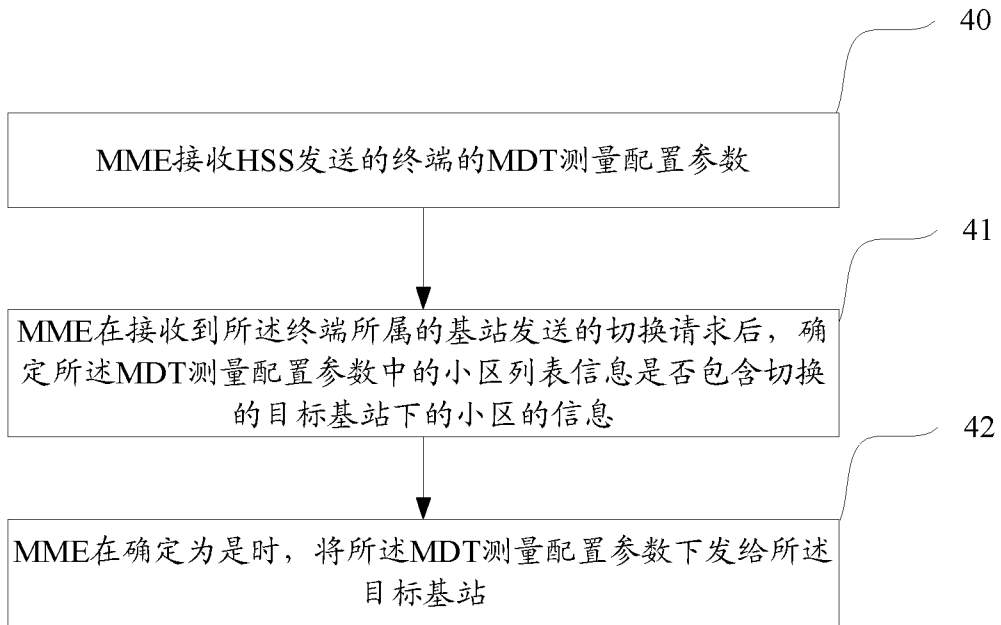 40
MME接收HSS发送的终端的MDT测量配置参数
41
MME在接收到所述终端所属的基站发送的切换请求后，确
定所述MDT测量配置参数中的小区列表信息是否包含切换
的目标基站下的小区的信息
42
MME在确定为是时，将所述MDT测量配置参数下发给所述
目标基站